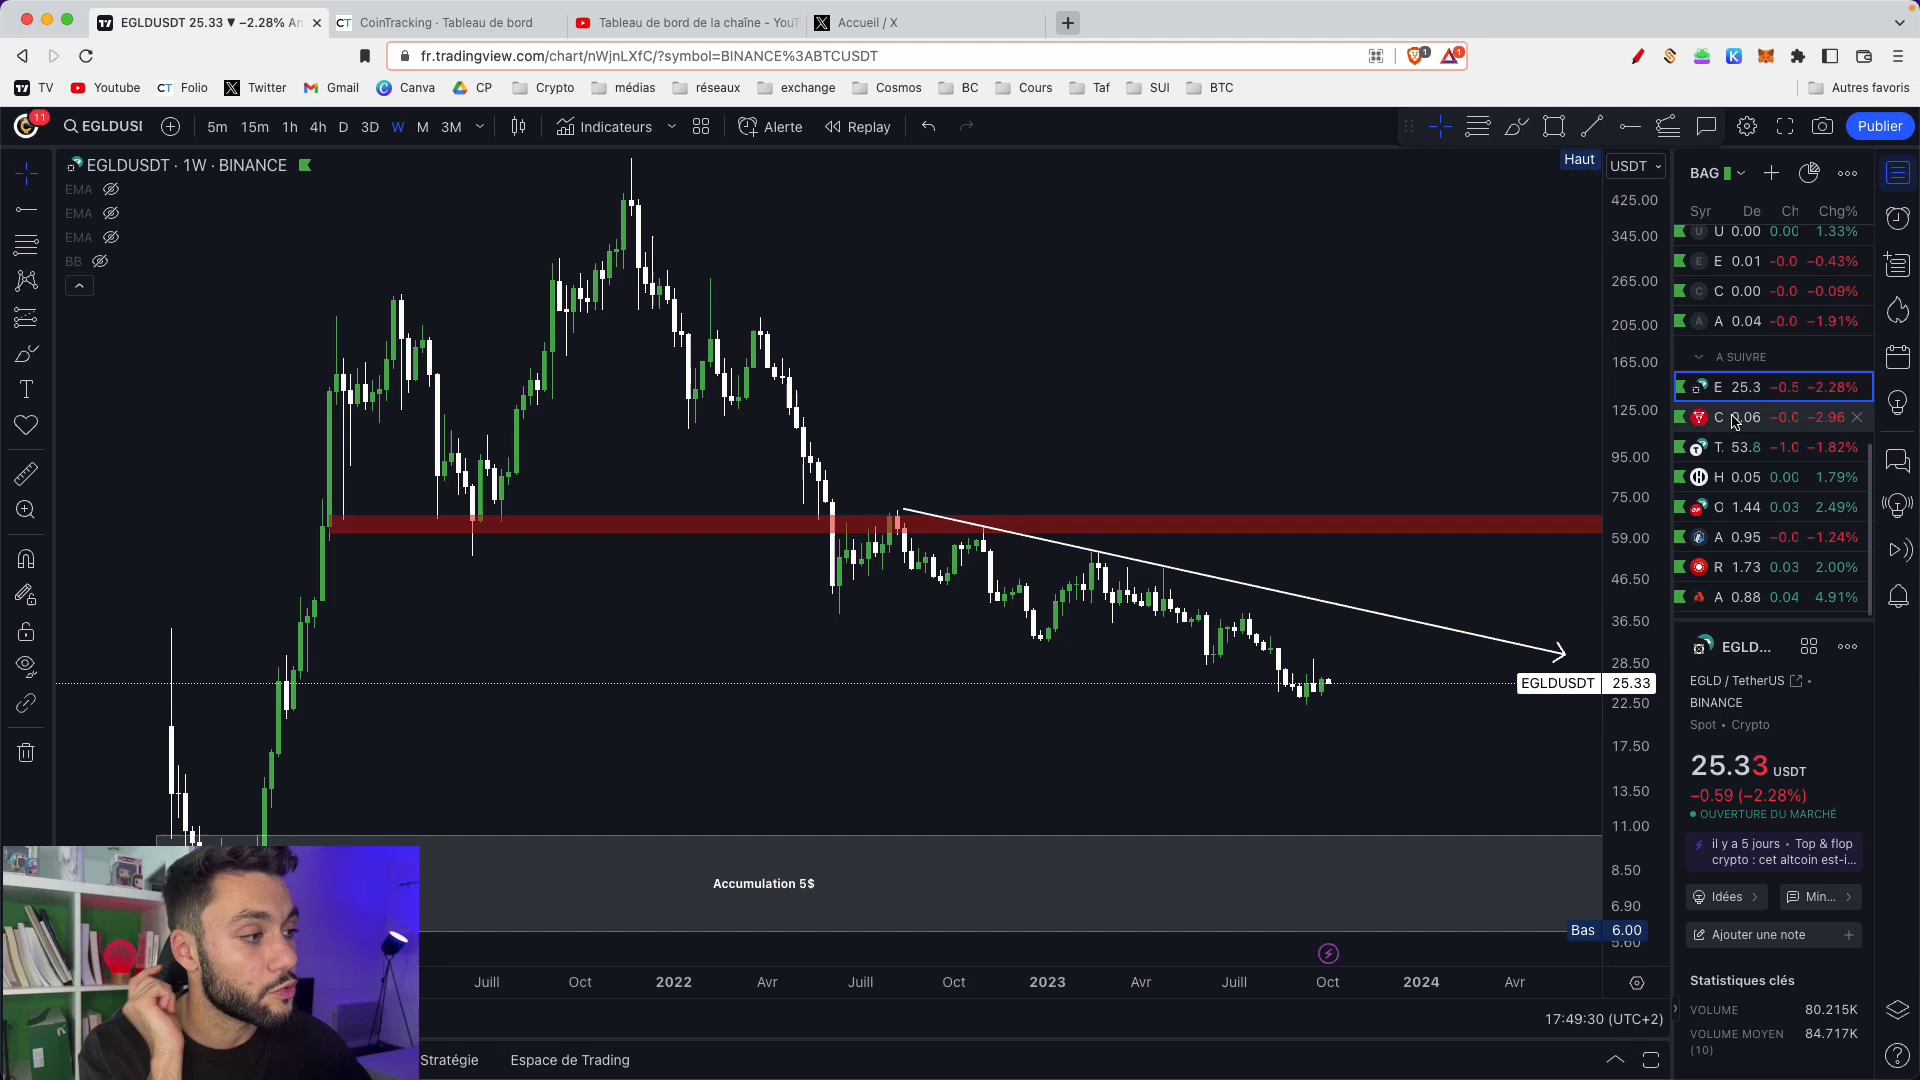 EGLDUSDT 25.33 ▼ −2.28% An
CoinTracking · Tableau de bord
Tableau de bord de la chaîne - YouT
Accueil / X
fr.tradingview.com/chart/nWjnLXfC/?symbol=BINANCE%3ABTCUSDT
1
1
TV
Youtube
CT Folio
Twitter
Gmail
Canva
CP
Crypto
médias
réseaux
exchange
Cosmos
BC
Cours
Taf
SUI
BTC
Autres favoris
11
EGLDUSI
5m 15m 1h 4h D 3D W M 3M
Indicateurs
Alerte
Replay
Publier
EGLDUSDT · 1W · BINANCE
EMA
EMA
EMA
BB
Haut
USDT
425.00
345.00
265.00
205.00
165.00
125.00
95.00
75.00
59.00
46.50
36.50
28.50
EGLDUSDT 25.33
22.50
17.50
13.50
11.00
8.50
6.90
Bas 6.00
5.60
Accumulation 5$
Juill Oct 2022 Avr Juill Oct 2023 Avr Juill Oct 2024 Avr
17:49:30 (UTC+2)
Stratégie
Espace de Trading
BAG
Syr De Ch Chg%
U 0.00 0.00 1.33%
E 0.01 −0.0 −0.43%
C 0.00 −0.0 −0.09%
A 0.04 −0.0 −1.91%
A SUIVRE
E 25.3 −0.5 −2.28%
C 0.06 −0.0 −2.96
T. 53.8 −1.0 −1.82%
H 0.05 0.00 1.79%
O 1.44 0.03 2.49%
A 0.95 −0.0 −1.24%
R 1.73 0.03 2.00%
A 0.88 0.04 4.91%
EGLD...
EGLD / TetherUS
BINANCE
Spot • Crypto
25.33 USDT
−0.59 (−2.28%)
OUVERTURE DU MARCHÉ
il y a 5 jours • Top & flop
crypto : cet altcoin est-i...
Idées
Min...
Ajouter une note
Statistiques clés
VOLUME 80.215K
VOLUME MOYEN 84.717K
(10)